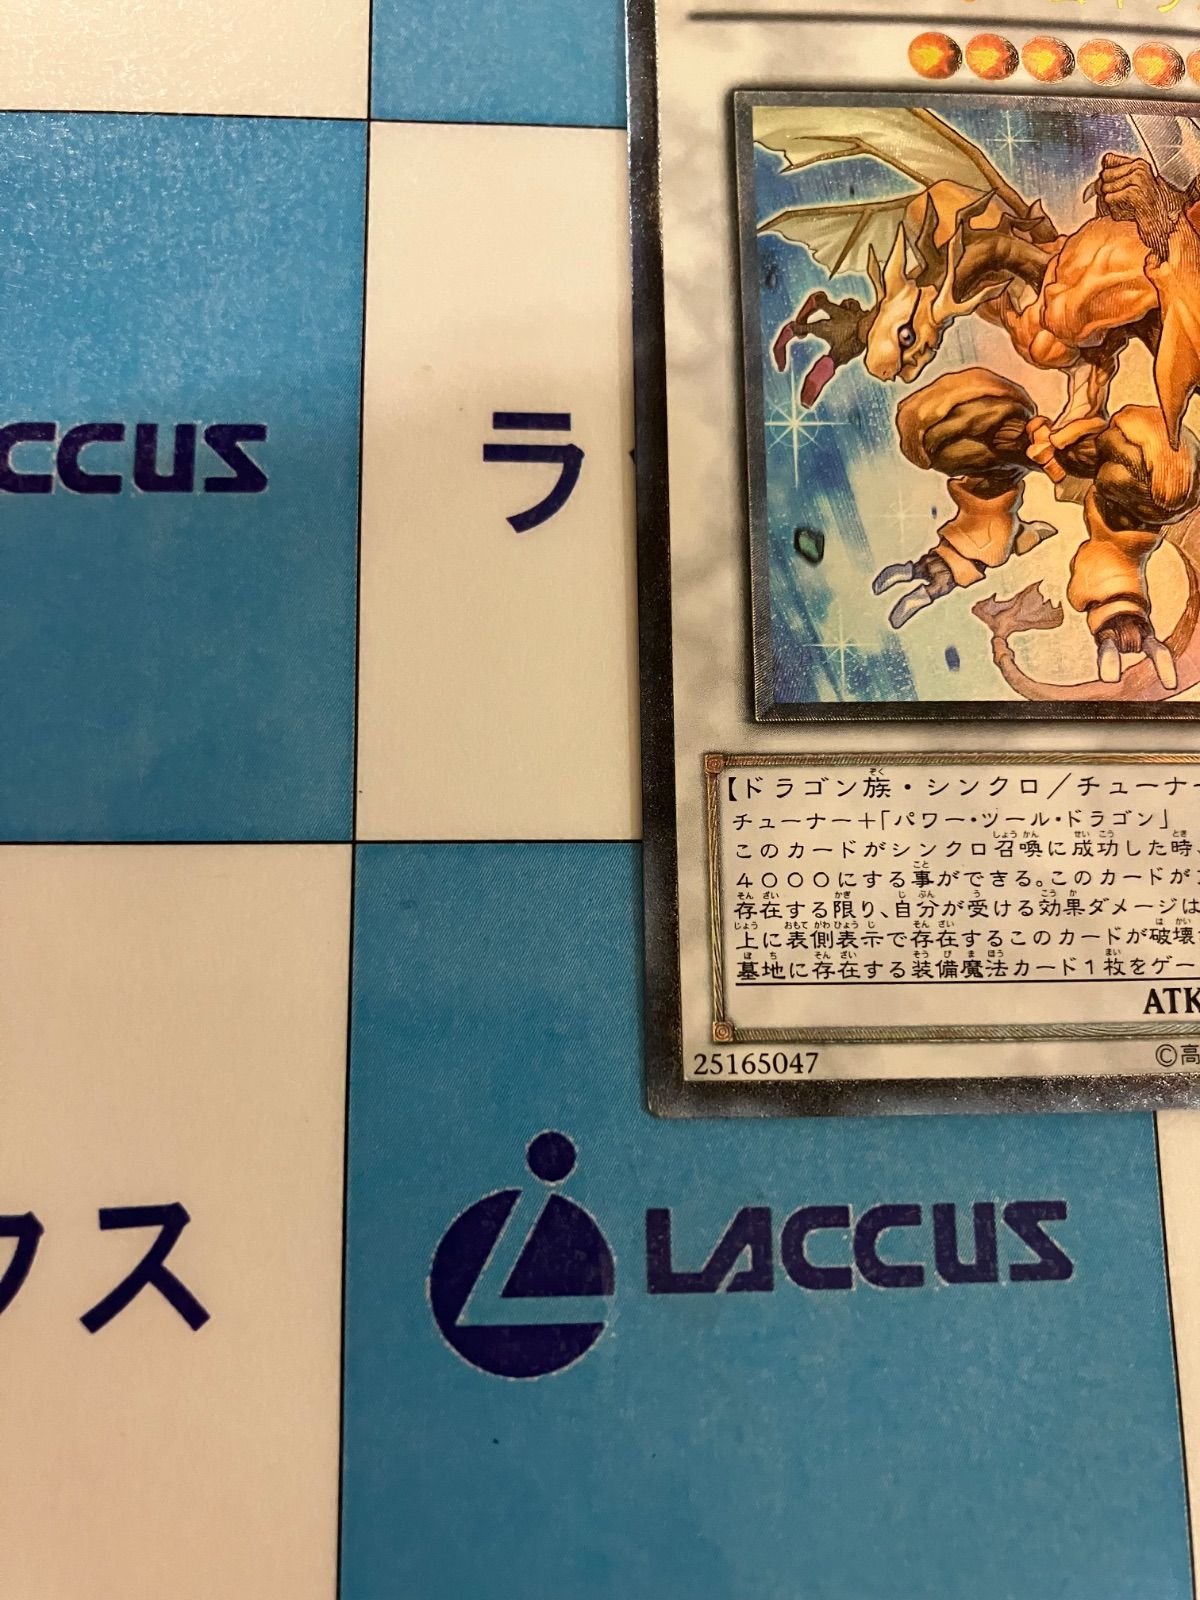 CCUS
ラ
【ドラゴン族・シンクロ／チューナー
チューナー＋「パワー・ツール・ドラゴン」
このカードがシンクロ召喚に成功した時、
４０００にする事ができる。このカードが
存在する限り、自分が受ける効果ダメージは
上に表側表示で存在するこのカードが破壊
墓地に存在する装備魔法カード１枚をゲー
ATK
25165047
©高
クス
LACCUS